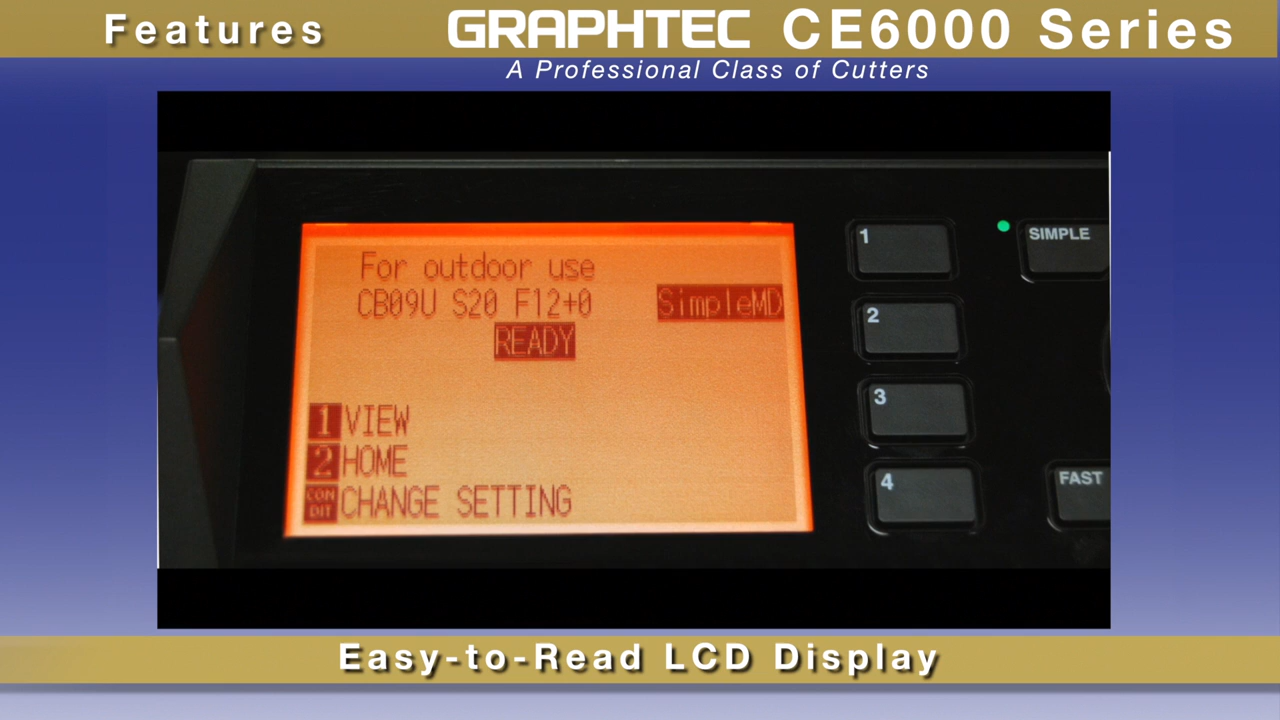 Features
GRAPHTEC CE6000 Series
A Professional Class of Cutters
For outdoor use
CB09U S20 F12+0 SimpleMD
READY
1 VIEW
2 HOME
CON DIT CHANGE SETTING
1
SIMPLE
2
3
4
FAST
Easy-to-Read LCD Display